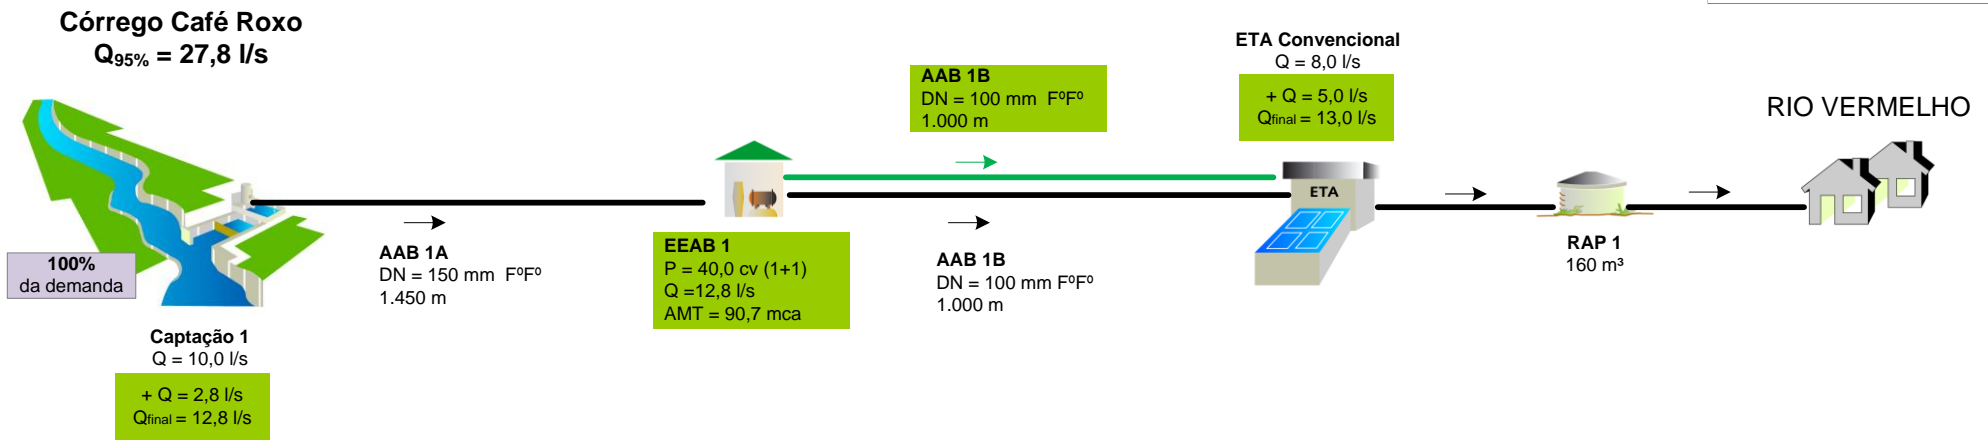 Córrego Café Roxo
Q95% = 27,8 l/s
100%
da demanda
Captação 1
Q = 10,0 l/s
+ Q = 2,8 l/s
Qfinal = 12,8 l/s
AAB 1A
DN = 150 mm FºFº
1.450 m
EEAB 1
P = 40,0 cv (1+1)
Q =12,8 l/s
AMT = 90,7 mca
AAB 1B
DN = 100 mm FºFº
1.000 m
AAB 1B
DN = 100 mm FºFº
1.000 m
ETA Convencional
Q = 8,0 l/s
+ Q = 5,0 l/s
Qfinal = 13,0 l/s
ETA
RAP 1
160 m³
RIO VERMELHO